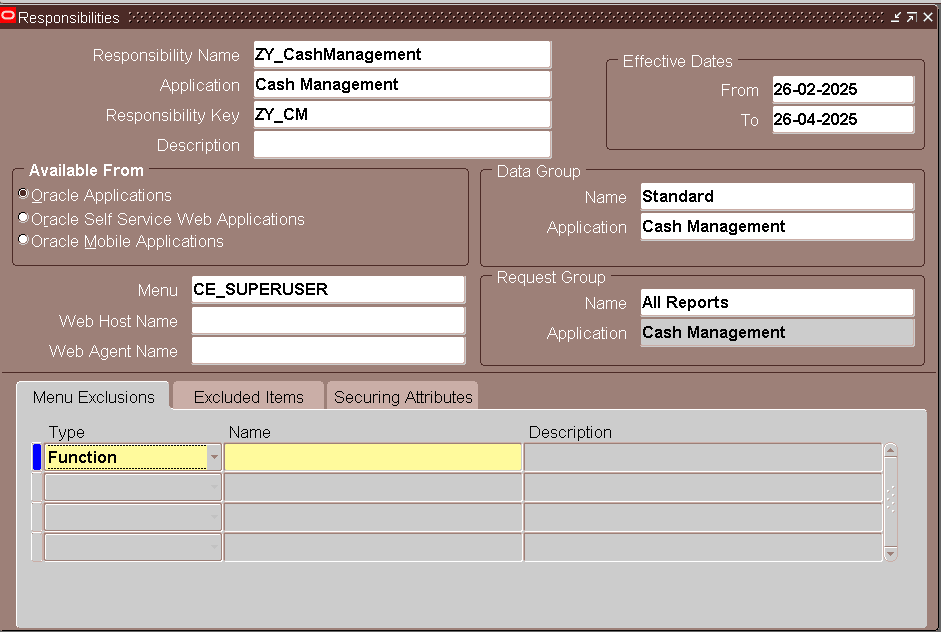 Responsibilities
Responsibility Name ZY_CashManagement
Application Cash Management
Responsibility Key ZY_CM
Description
Effective Dates
From 26-02-2025
To 26-04-2025
Available From
Oracle Applications
Oracle Self Service Web Applications
Oracle Mobile Applications
Data Group
Name Standard
Application Cash Management
Menu CE_SUPERUSER
Web Host Name
Web Agent Name
Request Group
Name All Reports
Application Cash Management
Menu Exclusions Excluded Items Securing Attributes
Type Name Description
Function